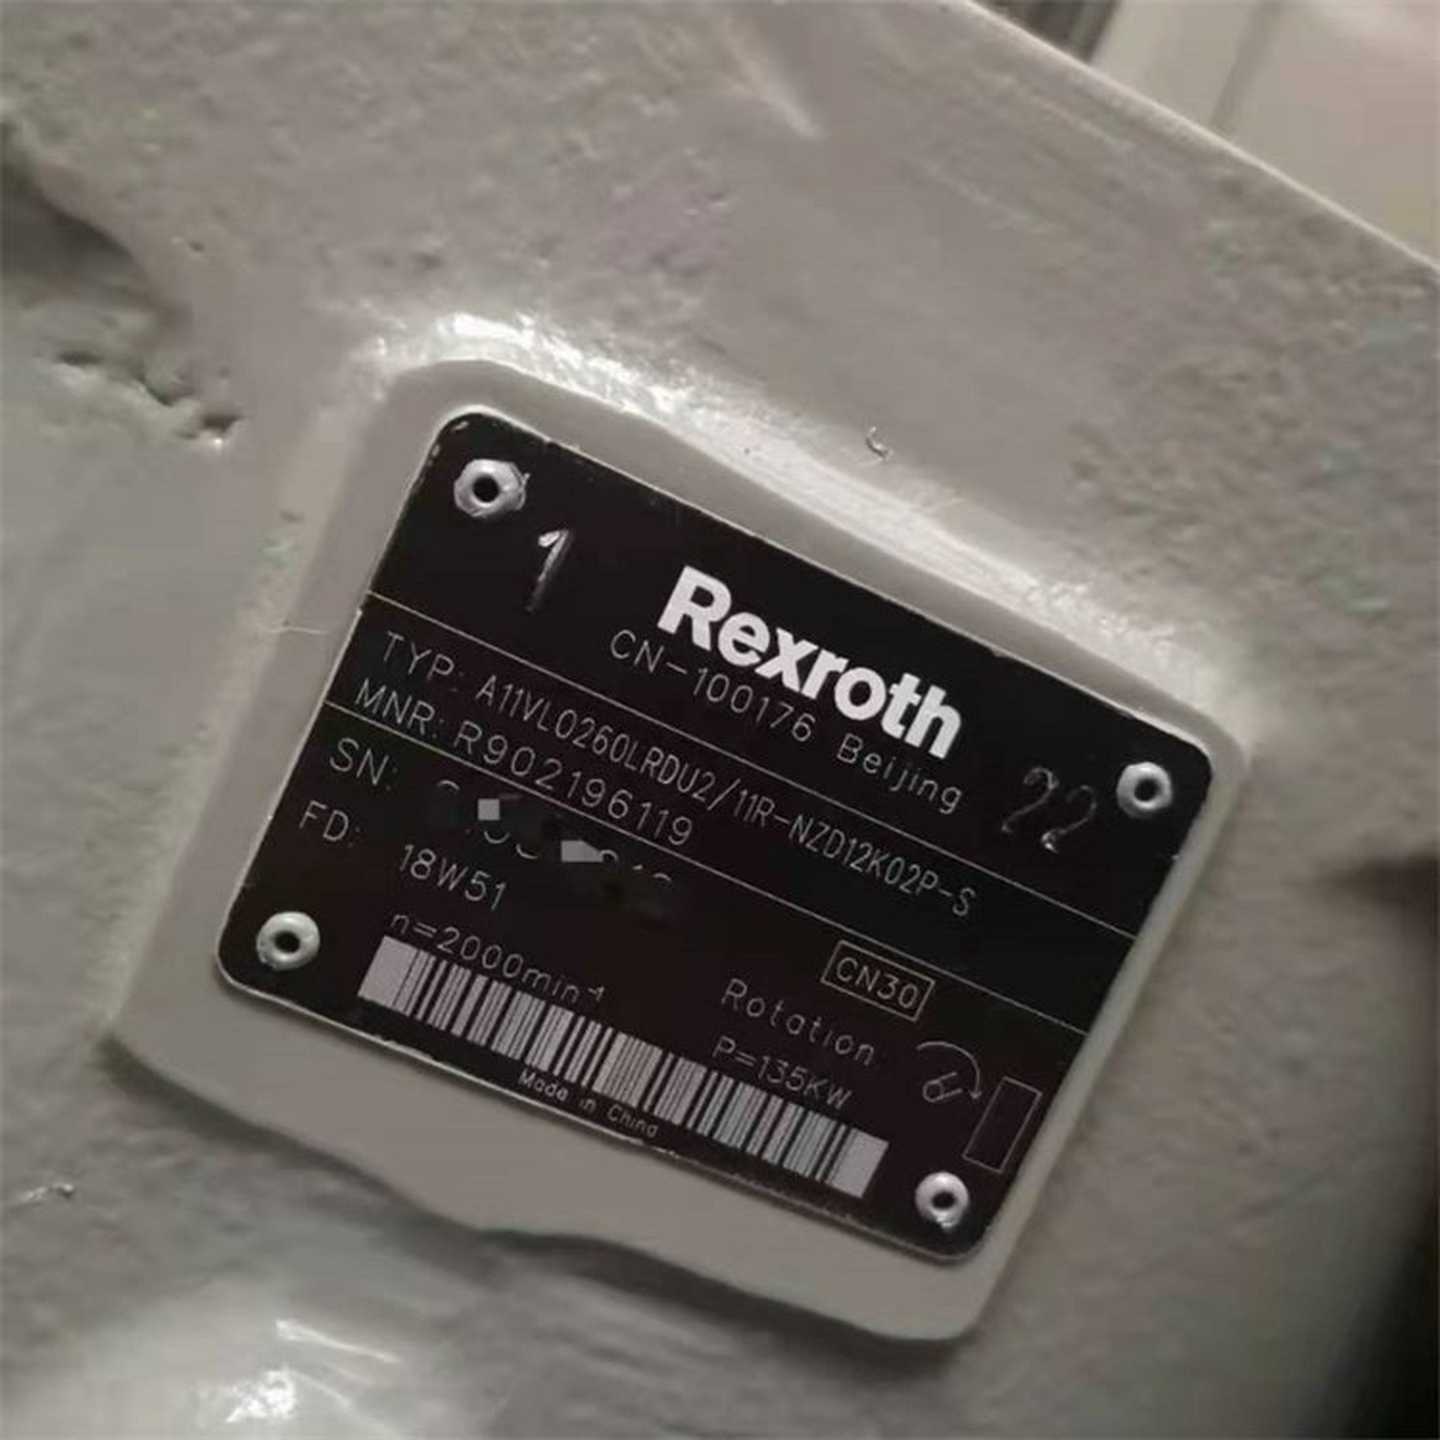 1
Rexroth
CN-100176 Beijing
22
TYP: A11VLO260LRDU2/11R-NZD12K02P-S
MNR: R902196119
SN:
CN30
FD: 18W51
Rotation:
n=2000min-1
P=135KW
Made in China